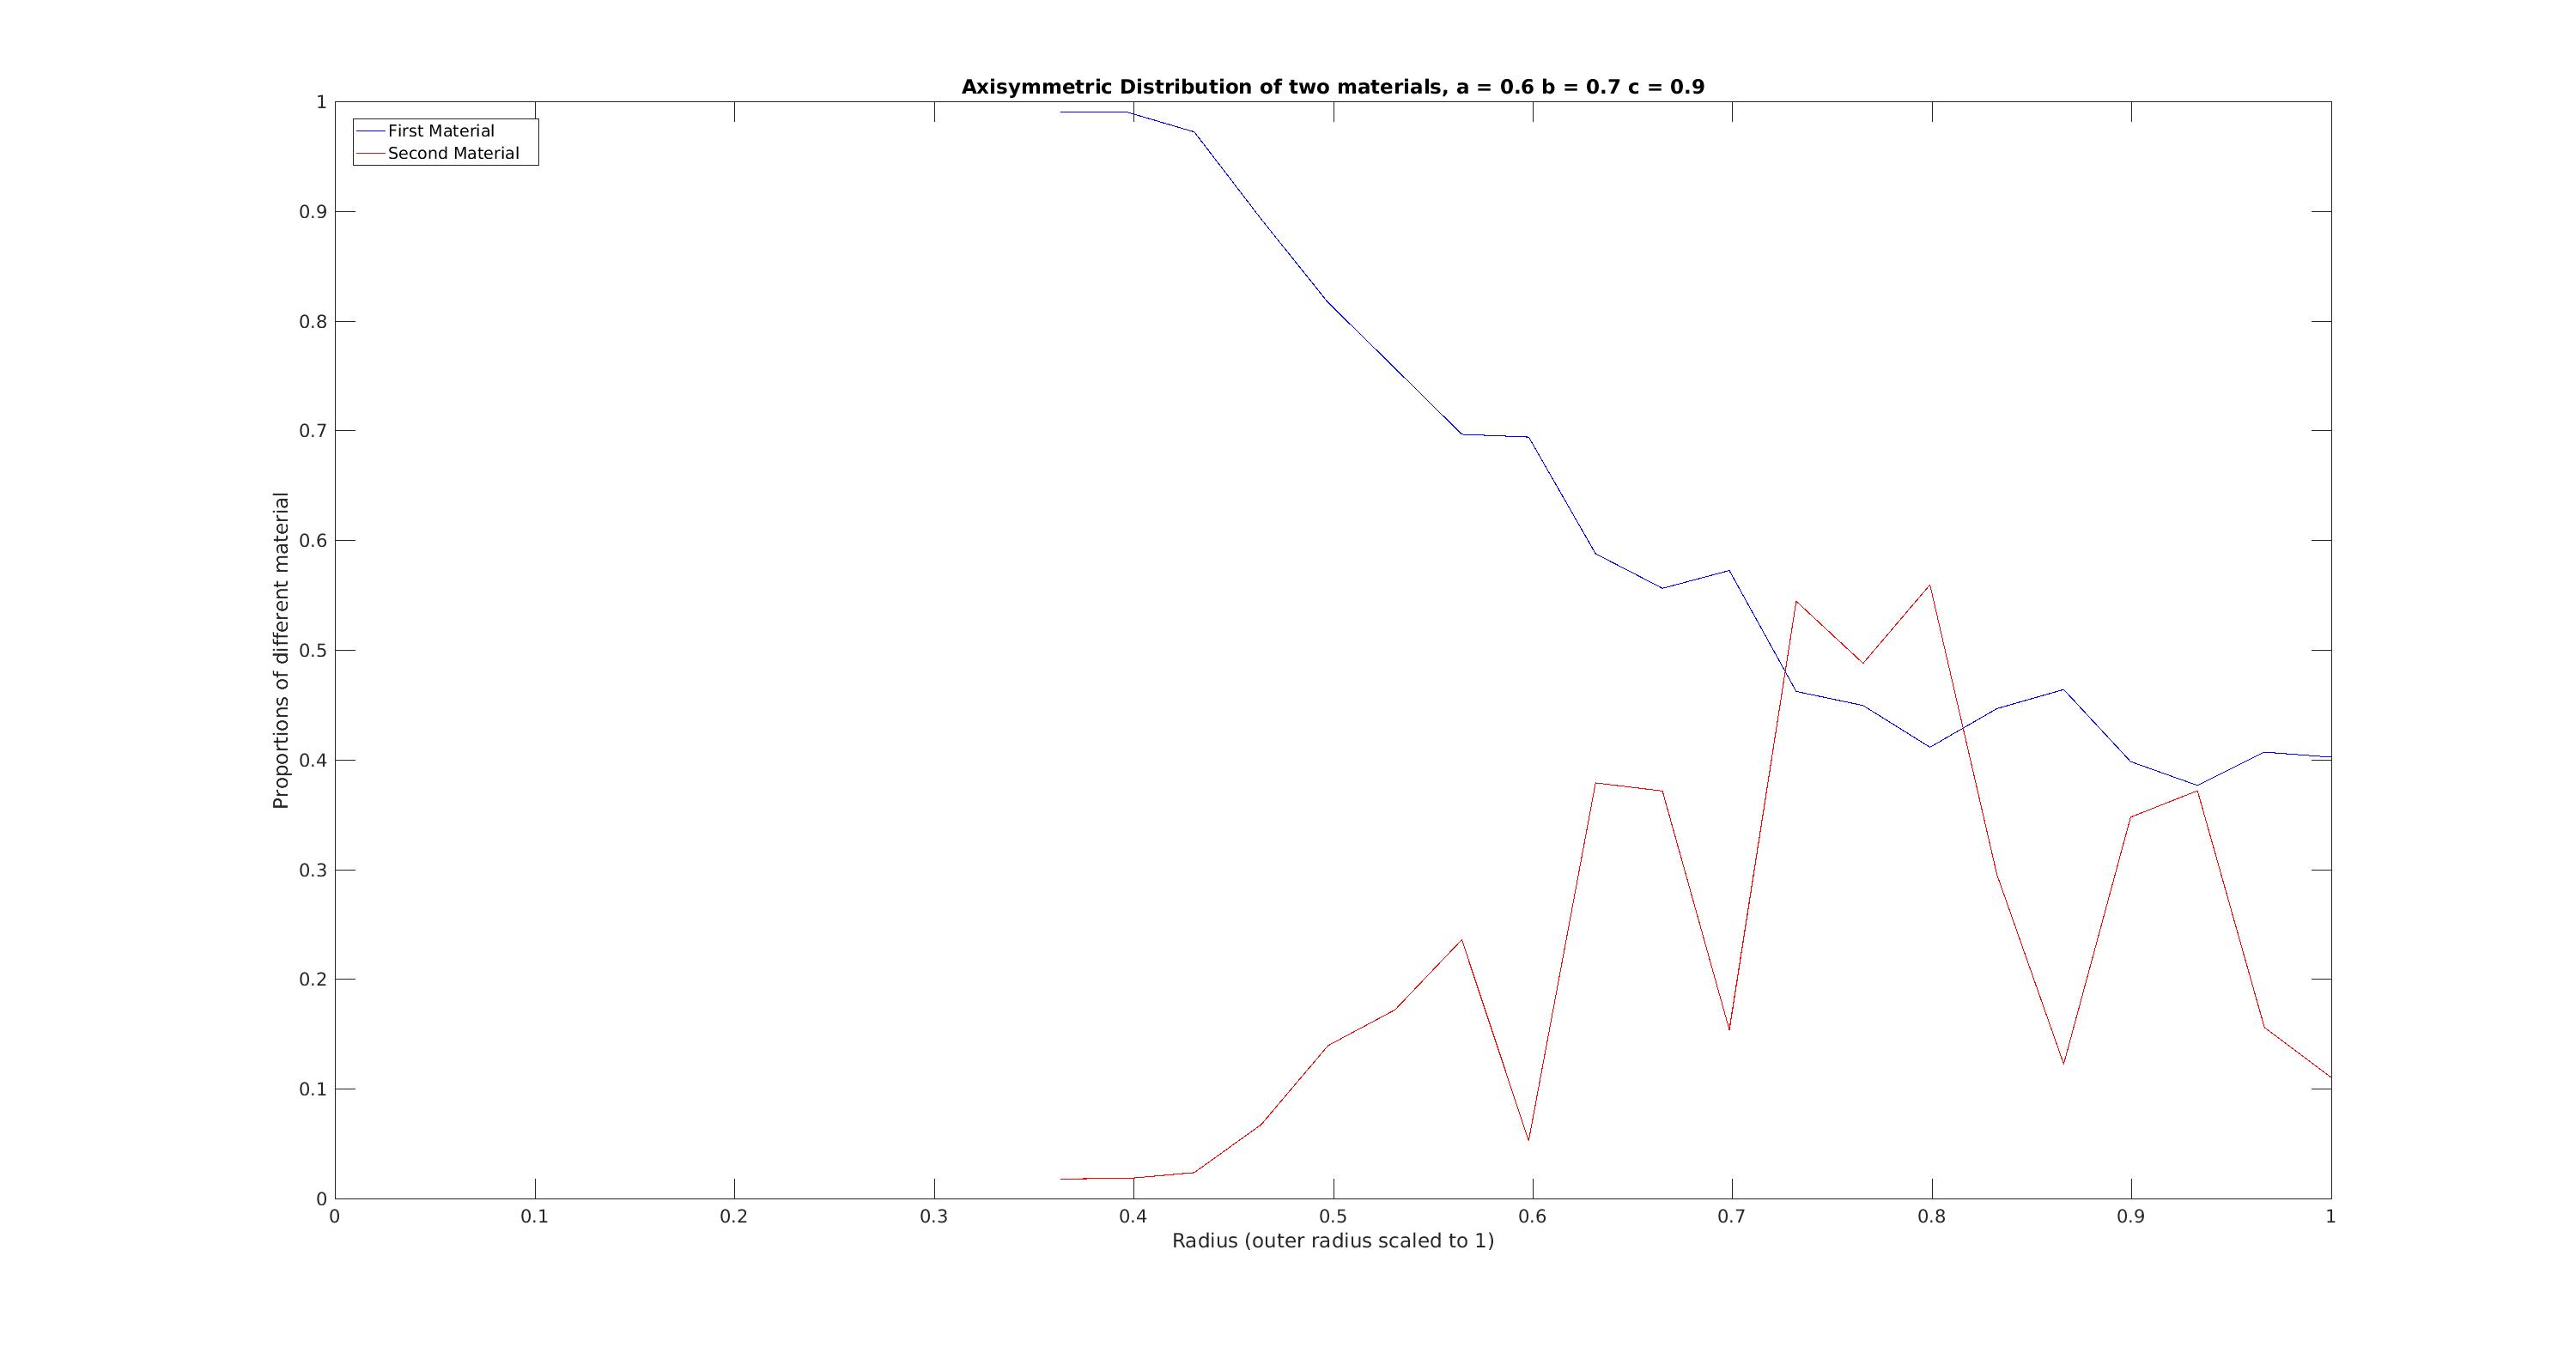 Axisymmetric Distribution of two materials, a = 0.6 b = 0.7 c = 0.9
First Material
Second Material
Proportions of different material
1
0.9
0.8
0.7
0.6
0.5
0.4
0.3
0.2
0.1
0
0 0.1 0.2 0.3 0.4 0.5 0.6 0.7 0.8 0.9 1
Radius (outer radius scaled to 1)